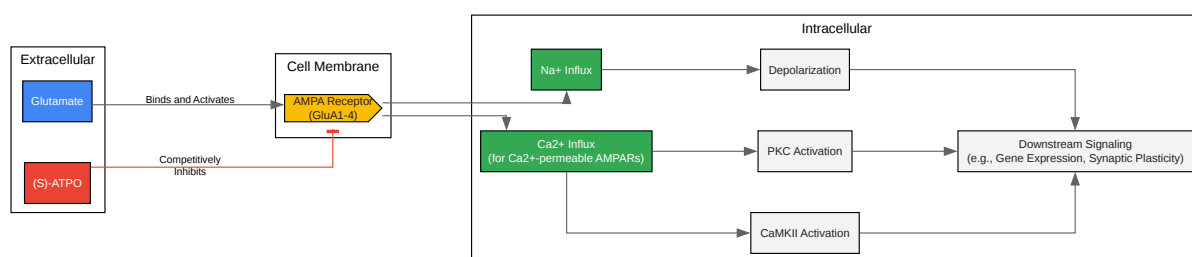 Extracellular
Glutamate
(S)-ATPO
Binds and Activates
Competitively
Inhibits
Cell Membrane
AMPA Receptor
(GluA1-4)
Intracellular
Na+ Influx
Depolarization
Ca2+ Influx
(for Ca2+-permeable AMPARs)
PKC Activation
Downstream Signaling
(e.g., Gene Expression, Synaptic Plasticity)
CaMKII Activation